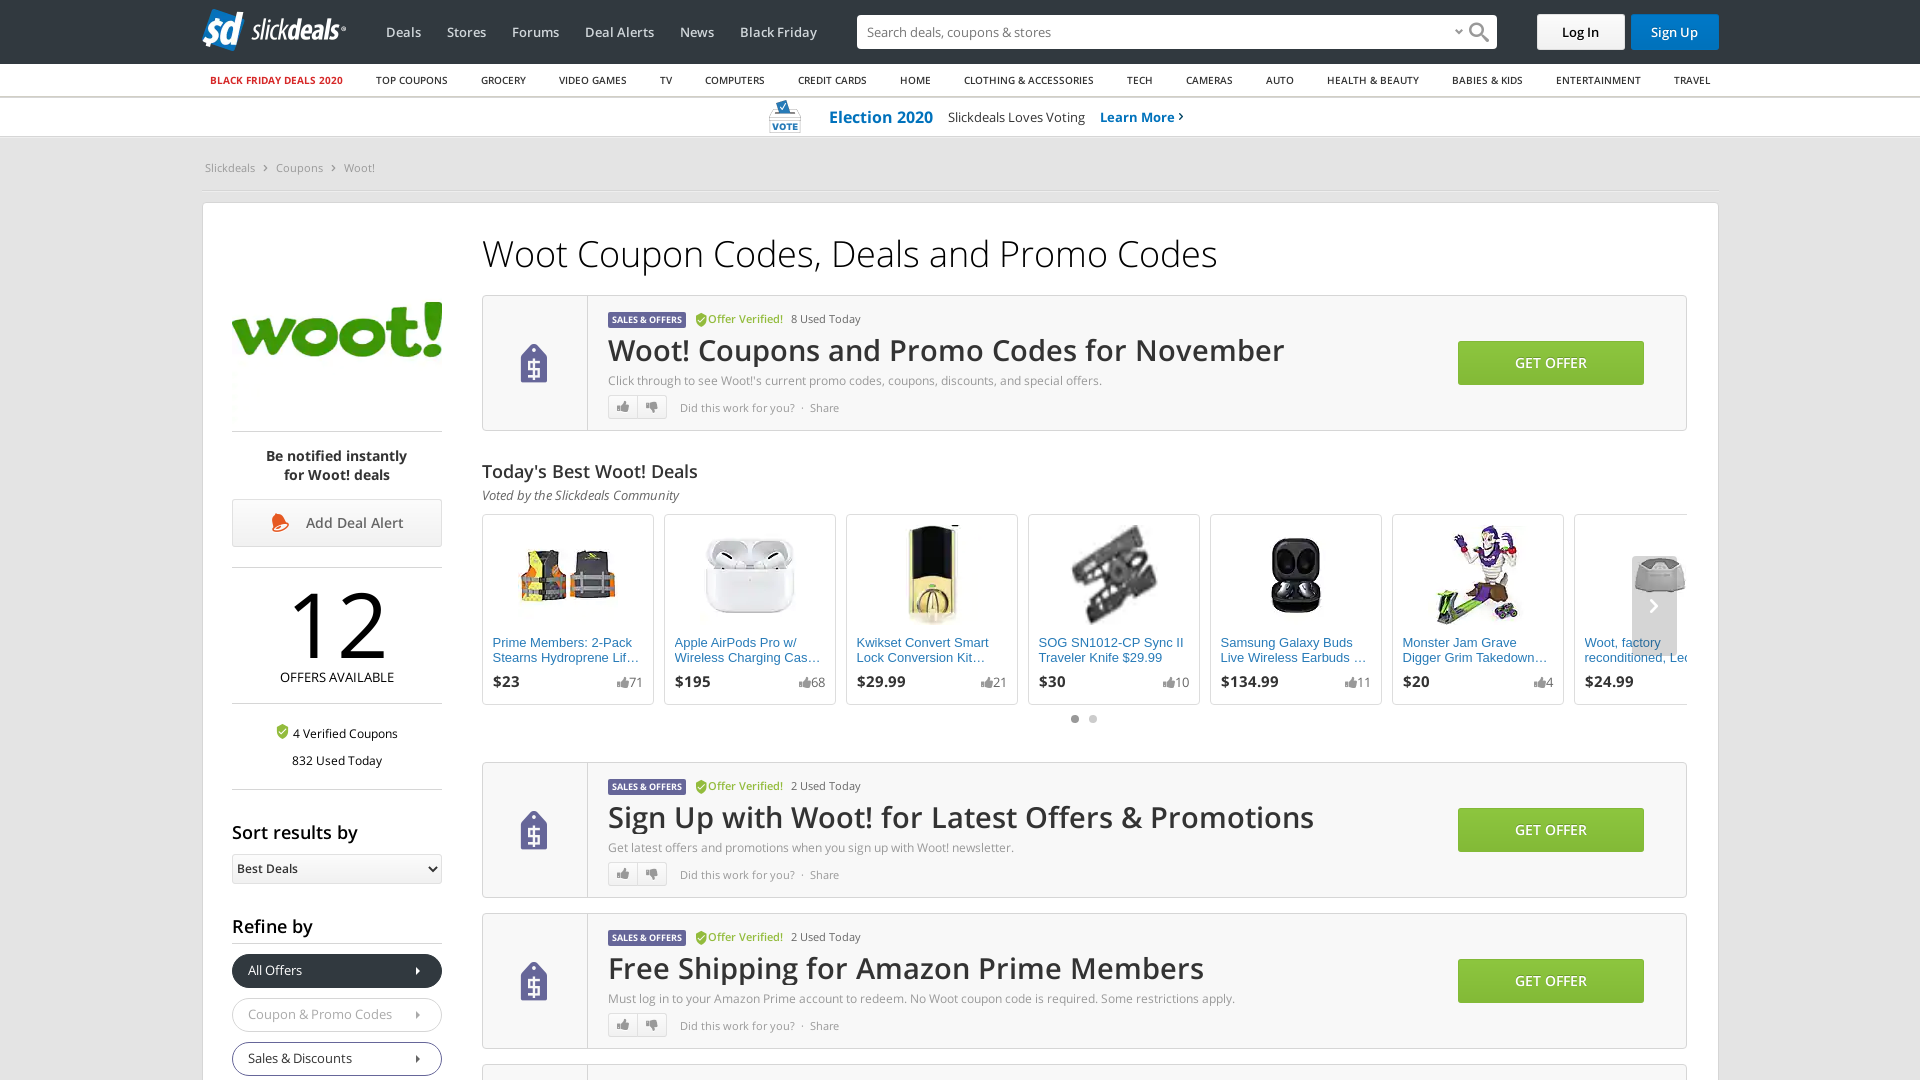 sd slickdeals
Deals
Stores
Forums
Deal Alerts
News
Black Friday
Search deals, coupons & stores
Log In
Sign Up
BLACK FRIDAY DEALS 2020
TOP COUPONS
GROCERY
VIDEO GAMES
TV
COMPUTERS
CREDIT CARDS
HOME
CLOTHING & ACCESSORIES
TECH
CAMERAS
AUTO
HEALTH & BEAUTY
BABIES & KIDS
ENTERTAINMENT
TRAVEL
VOTE
Election 2020
Slickdeals Loves Voting
Learn More
Slickdeals
Coupons
Woot!
woot!
Be notified instantly
for Woot! deals
Add Deal Alert
12
OFFERS AVAILABLE
4 Verified Coupons
832 Used Today
Sort results by
Best Deals
Refine by
All Offers
Coupon & Promo Codes
Sales & Discounts
Woot Coupon Codes, Deals and Promo Codes
SALES & OFFERS
Offer Verified!
8 Used Today
Woot! Coupons and Promo Codes for November
Click through to see Woot!'s current promo codes, coupons, discounts, and special offers.
Did this work for you? · Share
GET OFFER
Today's Best Woot! Deals
Voted by the Slickdeals Community
Prime Members: 2-Pack
Stearns Hydroprene Lif…
$23
71
Apple AirPods Pro w/
Wireless Charging Cas…
$195
68
Kwikset Convert Smart
Lock Conversion Kit…
$29.99
21
SOG SN1012-CP Sync II
Traveler Knife $29.99
$30
10
Samsung Galaxy Buds
Live Wireless Earbuds …
$134.99
11
Monster Jam Grave
Digger Grim Takedown…
$20
4
Woot, factory
reconditioned, Lec
$24.99
SALES & OFFERS
Offer Verified!
2 Used Today
Sign Up with Woot! for Latest Offers & Promotions
Get latest offers and promotions when you sign up with Woot! newsletter.
Did this work for you? · Share
GET OFFER
SALES & OFFERS
Offer Verified!
2 Used Today
Free Shipping for Amazon Prime Members
Must log in to your Amazon Prime account to redeem. No Woot coupon code is required. Some restrictions apply.
Did this work for you? · Share
GET OFFER